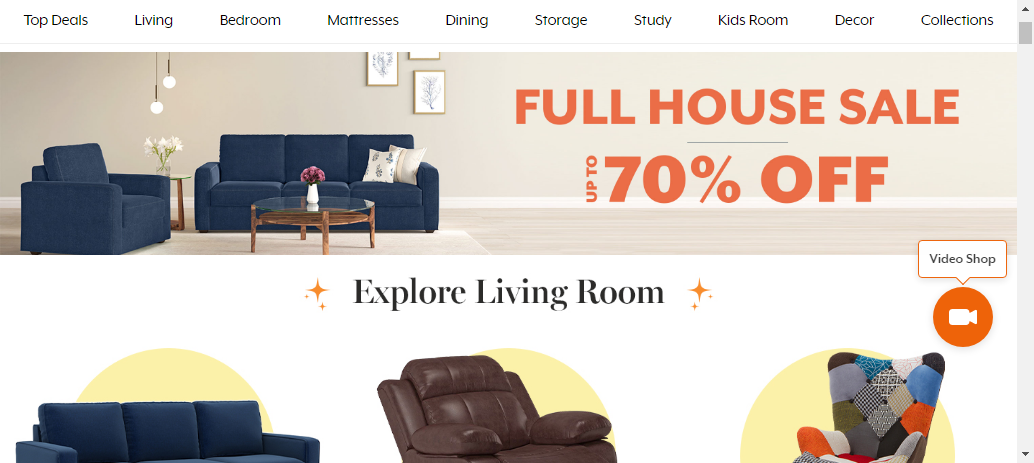 Top Deals Living Bedroom Mattresses Dining Storage Study Kids Room Decor Collections
FULL HOUSE SALE
UP TO 70% OFF
Video Shop
Explore Living Room